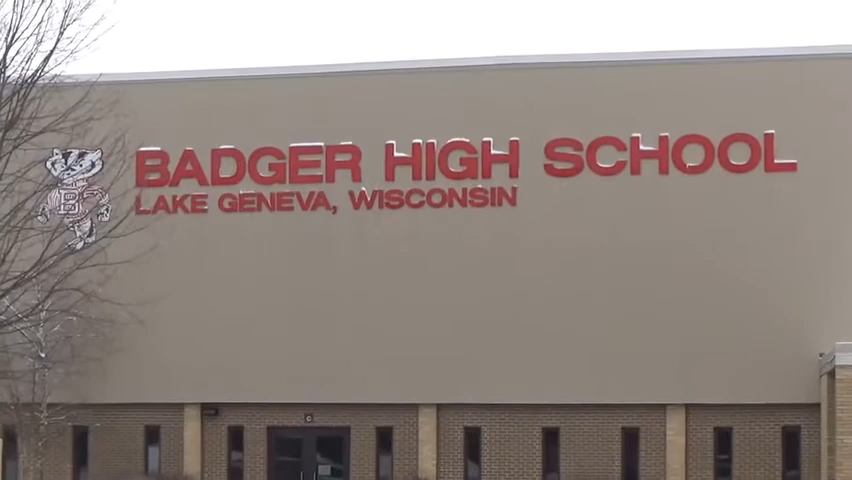 BADGER HIGH SCHOOL
LAKE GENEVA, WISCONSIN
B
C